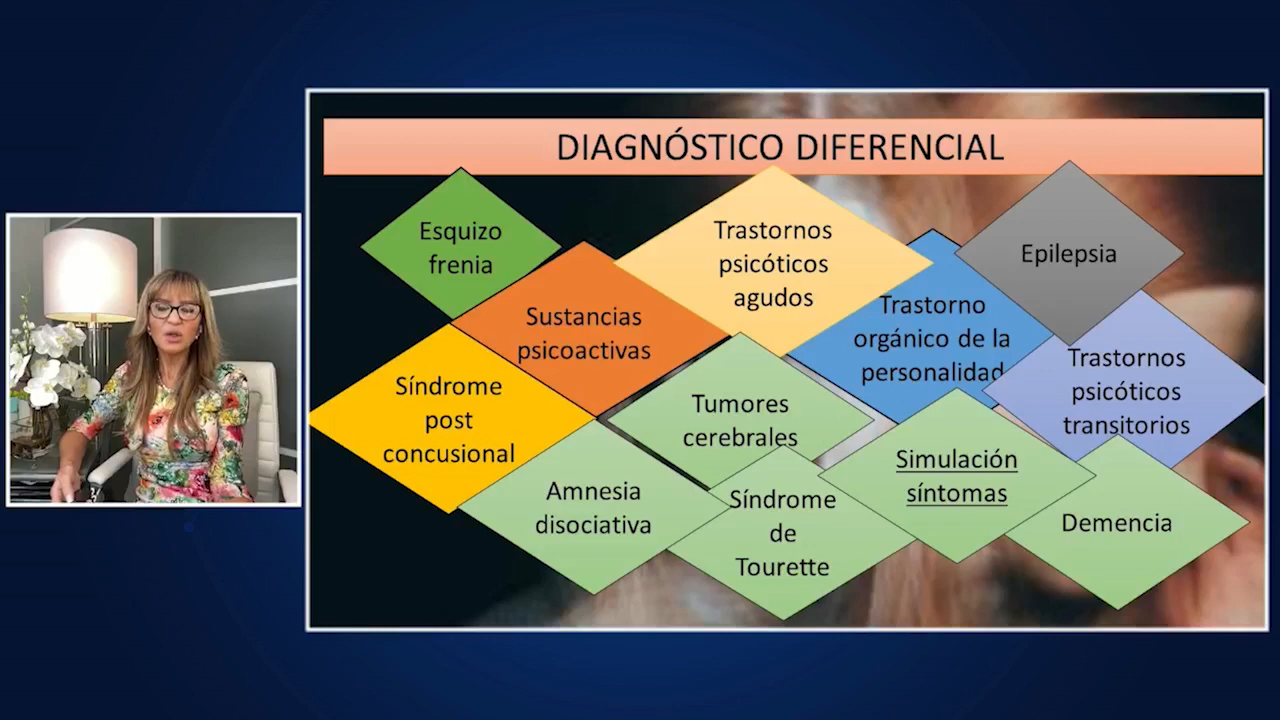 DIAGNÓSTICO DIFERENCIAL
Esquizo
frenia
Sustancias
psicoactivas
Trastornos
psicóticos
agudos
Trastorno
orgánico de la
personalidad
Epilepsia
Trastornos
psicóticos
transitorios
Síndrome
post
concusional
Tumores
cerebrales
Amnesia
disociativa
Síndrome
de
Tourette
Simulación
síntomas
Demencia